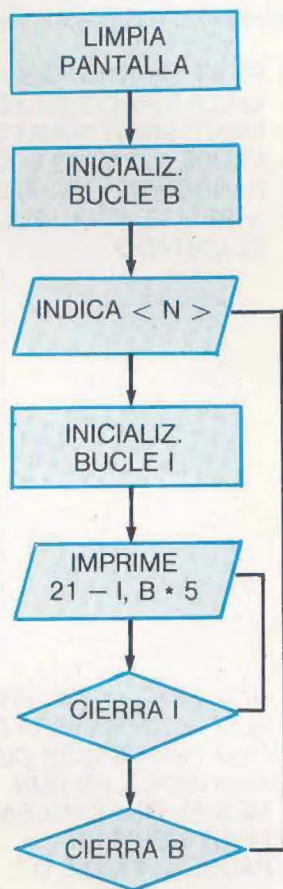 LIMPIA
PANTALLA
INICIALIZ.
BUCLE B
INDICA < N >
INICIALIZ.
BUCLE I
IMPRIME
21 – I, B * 5
CIERRA I
CIERRA B